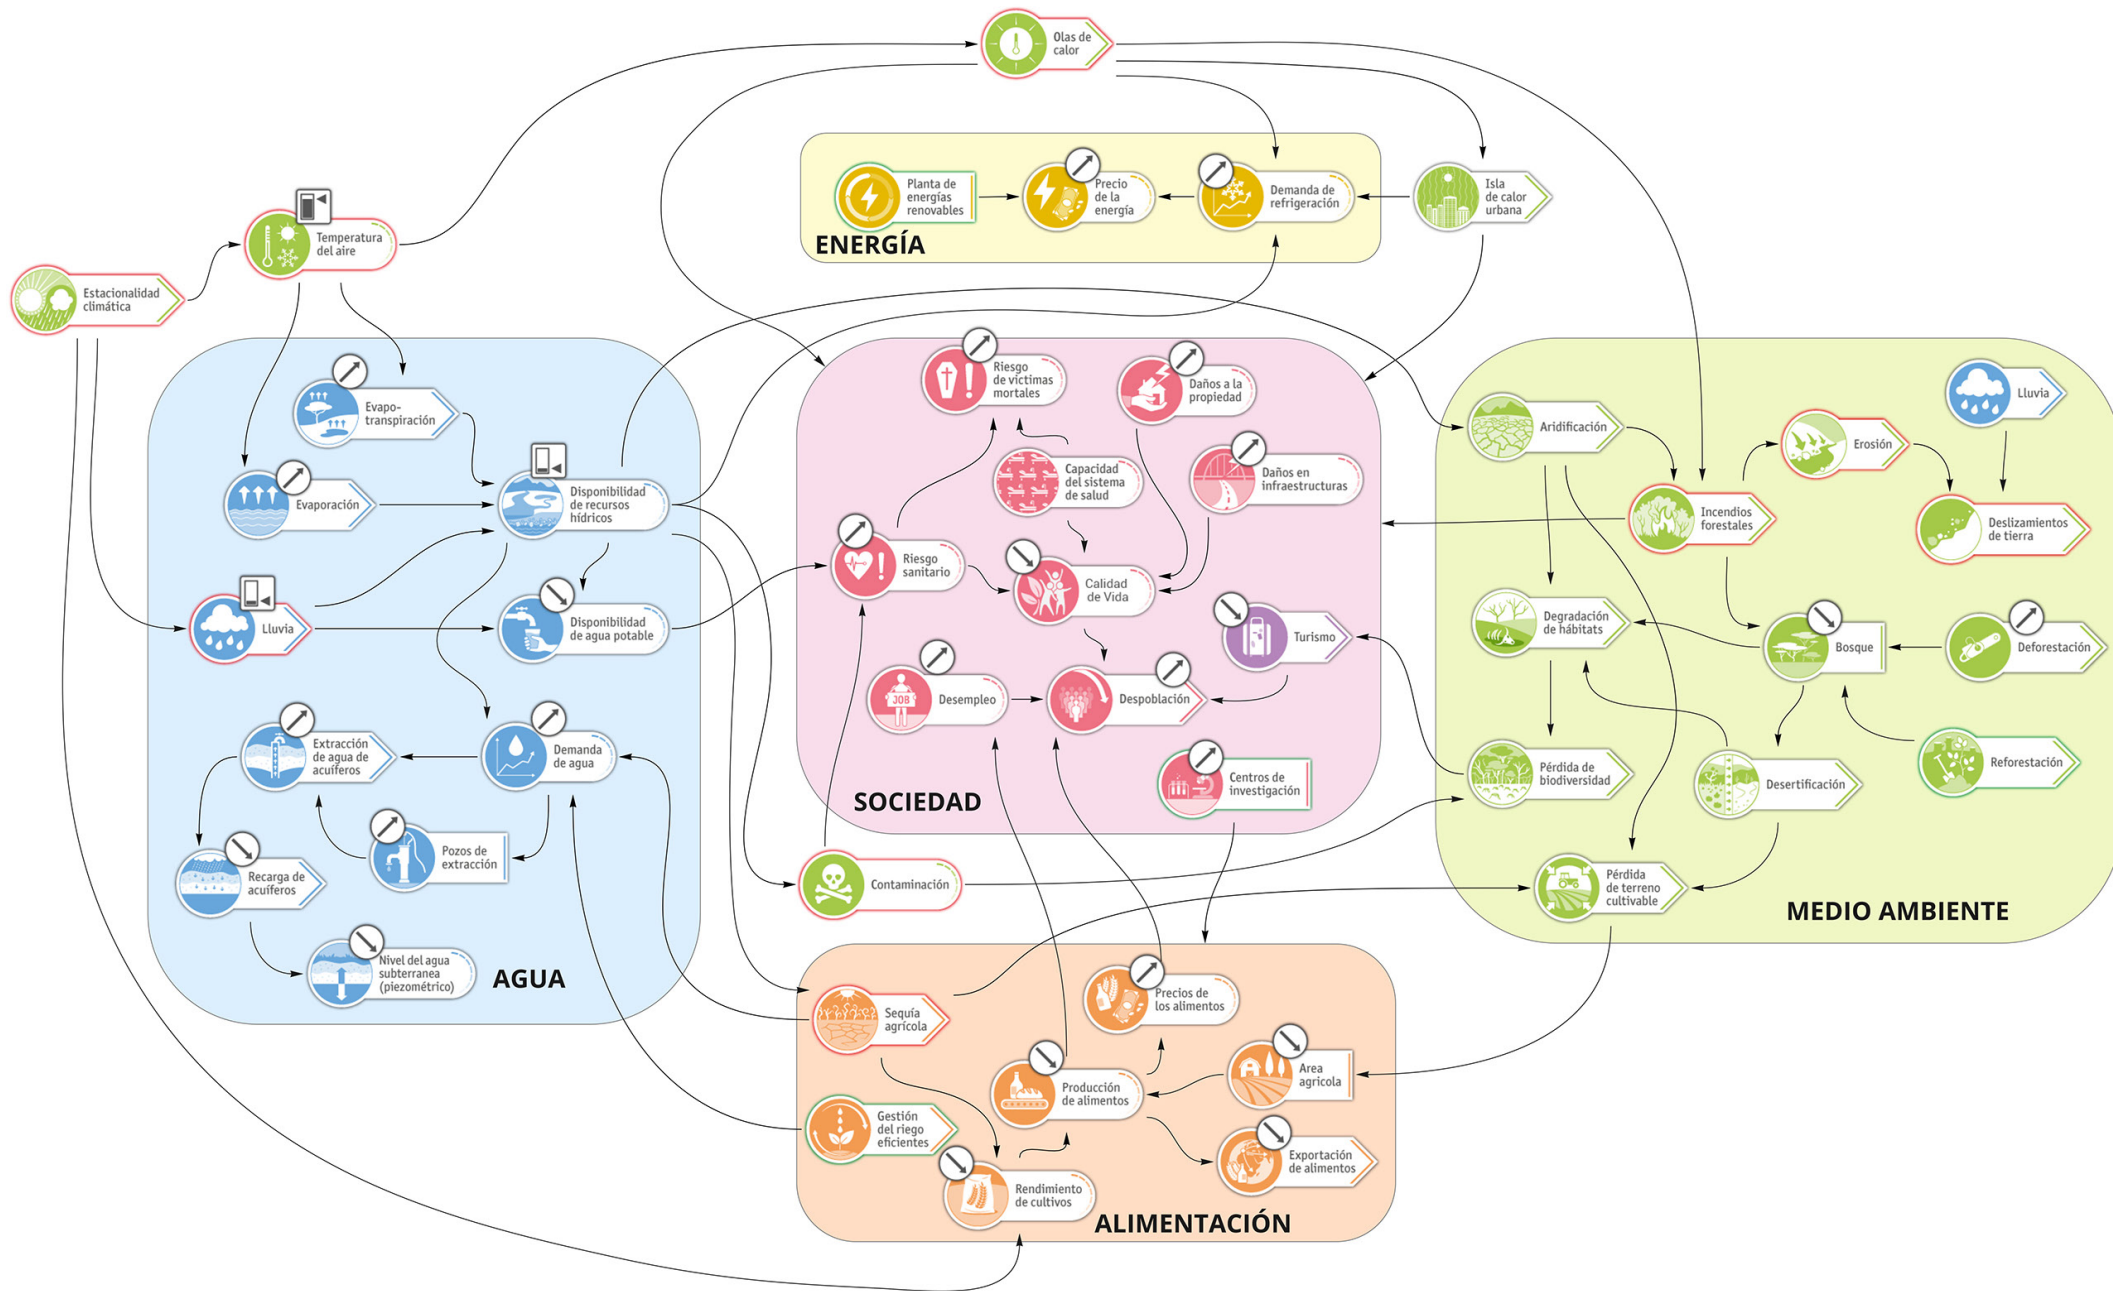 Olas de
calor
Planta de
energías
renovables
Precio
de la
energía
Demanda de
refrigeración
Isla
de calor
urbana
ENERGÍA
Temperatura
del aire
Estacionalidad
climática
Evapo-
transpiración
Evaporación
Disponibilidad
de recursos
hídricos
Lluvia
Disponibilidad
de agua potable
Extracción
de agua de
acuíferos
Demanda
de agua
Pozos de
extracción
Recarga de
acuíferos
Nivel del agua
subterranea
(piezométrico)
AGUA
Riesgo
de víctimas
mortales
Daños a la
propiedad
Capacidad
del sistema
de salud
Daños en
infraestructuras
Riesgo
sanitario
Calidad
de Vida
Turismo
JOB
Desempleo
Despoblación
Centros de
investigación
SOCIEDAD
Contaminación
Aridificación
Lluvia
Erosión
Incendios
forestales
Deslizamientos
de tierra
Degradación
de hábitats
Bosque
Deforestación
Pérdida de
biodiversidad
Desertificación
Reforestación
Pérdida
de terreno
cultivable
MEDIO AMBIENTE
Sequía
agrícola
Precios de
los alimentos
Producción
de alimentos
Area
agricola
Gestión
del riego
eficientes
Exportación
de alimentos
Rendimiento
de cultivos
ALIMENTACIÓN